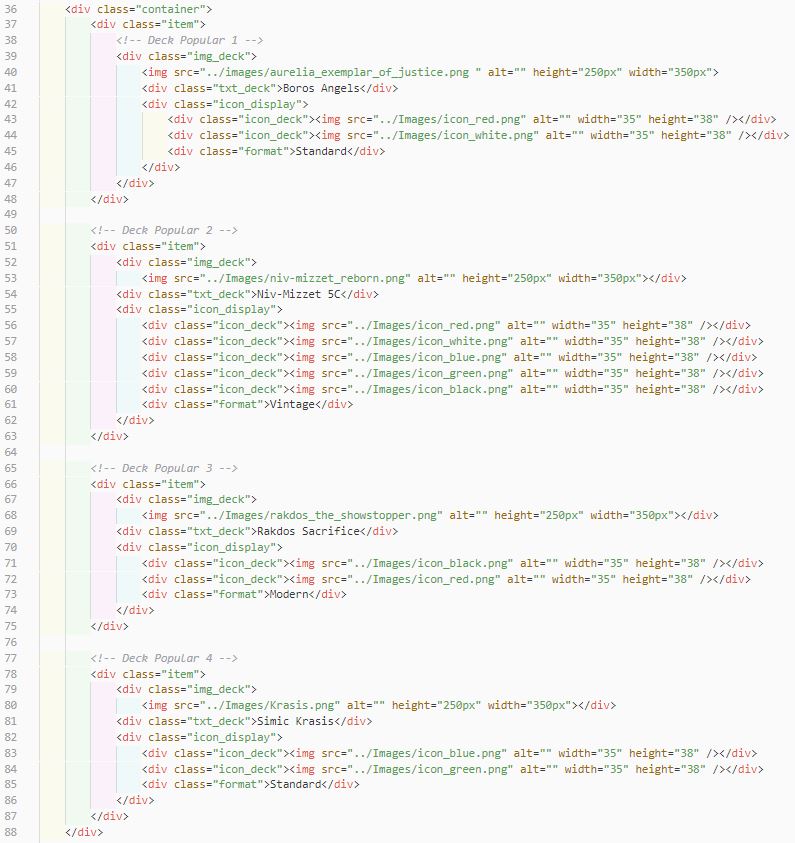 36 <div class="container">
37 <div class="item">
38 <!-- Deck Popular 1 -->
39 <div class="img_deck">
40 <img src="../images/aurelia_exemplar_of_justice.png " alt="" height="250px" width="350px">
41 <div class="txt_deck">Boros Angels</div>
42 <div class="icon_display">
43 <div class="icon_deck"><img src="../Images/icon_red.png" alt="" width="35" height="38" /></div>
44 <div class="icon_deck"><img src="../Images/icon_white.png" alt="" width="35" height="38" /></div>
45 <div class="format">Standard</div>
46 </div>
47 </div>
48 </div>
49
50 <!-- Deck Popular 2 -->
51 <div class="item">
52 <div class="img_deck">
53 <img src="../Images/niv-mizzet_reborn.png" alt="" height="250px" width="350px"></div>
54 <div class="txt_deck">Niv-Mizzet 5C</div>
55 <div class="icon_display">
56 <div class="icon_deck"><img src="../Images/icon_red.png" alt="" width="35" height="38" /></div>
57 <div class="icon_deck"><img src="../Images/icon_white.png" alt="" width="35" height="38" /></div>
58 <div class="icon_deck"><img src="../Images/icon_blue.png" alt="" width="35" height="38" /></div>
59 <div class="icon_deck"><img src="../Images/icon_green.png" alt="" width="35" height="38" /></div>
60 <div class="icon_deck"><img src="../Images/icon_black.png" alt="" width="35" height="38" /></div>
61 <div class="format">Vintage</div>
62 </div>
63 </div>
64
65 <!-- Deck Popular 3 -->
66 <div class="item">
67 <div class="img_deck">
68 <img src="../Images/rakdos_the_showstopper.png" alt="" height="250px" width="350px"></div>
69 <div class="txt_deck">Rakdos Sacrifice</div>
70 <div class="icon_display">
71 <div class="icon_deck"><img src="../Images/icon_black.png" alt="" width="35" height="38" /></div>
72 <div class="icon_deck"><img src="../Images/icon_red.png" alt="" width="35" height="38" /></div>
73 <div class="format">Modern</div>
74 </div>
75 </div>
76
77 <!-- Deck Popular 4 -->
78 <div class="item">
79 <div class="img_deck">
80 <img src="../Images/Krasis.png" alt="" height="250px" width="350px"></div>
81 <div class="txt_deck">Simic Krasis</div>
82 <div class="icon_display">
83 <div class="icon_deck"><img src="../Images/icon_blue.png" alt="" width="35" height="38" /></div>
84 <div class="icon_deck"><img src="../Images/icon_green.png" alt="" width="35" height="38" /></div>
85 <div class="format">Standard</div>
86 </div>
87 </div>
88 </div>